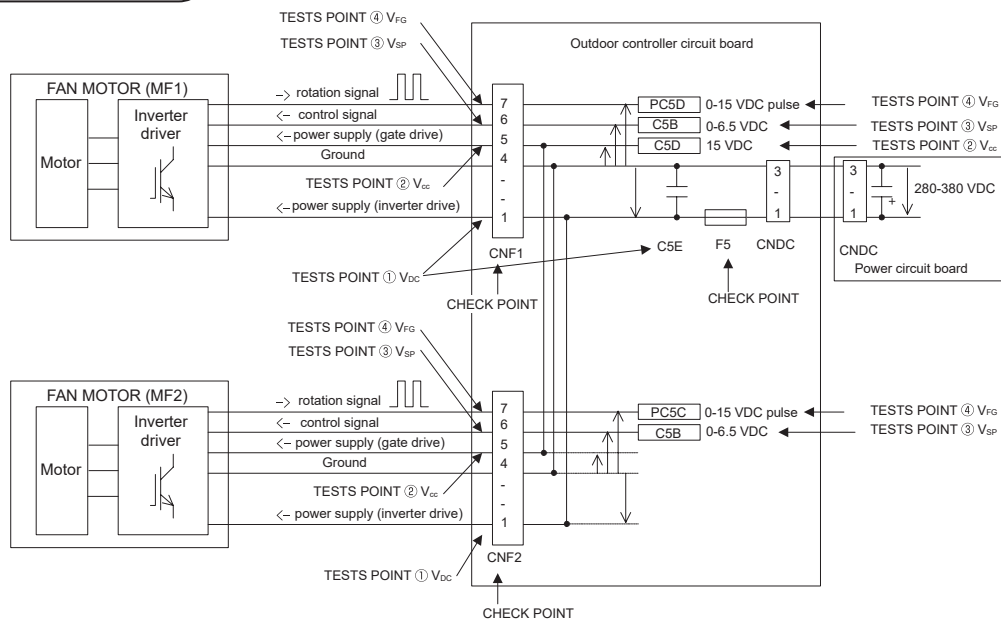 TESTS POINT ④ VFG
TESTS POINT ③ VSP
Outdoor controller circuit board
FAN MOTOR (MF1)
Motor
Inverter
driver
-> rotation signal
<- control signal
<- power supply (gate drive)
Ground
TESTS POINT ② Vcc
<- power supply (inverter drive)
7
6
5
4
-
-
1
CNF1
TESTS POINT ① VDC
CHECK POINT
PC5D 0-15 VDC pulse
C5B 0-6.5 VDC
C5D 15 VDC
TESTS POINT ④ VFG
TESTS POINT ③ VSP
TESTS POINT ② Vcc
3
-
1
3
-
1
+
280-380 VDC
C5E
F5
CNDC
CNDC
Power circuit board
CHECK POINT
TESTS POINT ④ VFG
TESTS POINT ③ VSP
FAN MOTOR (MF2)
Motor
Inverter
driver
-> rotation signal
<- control signal
<- power supply (gate drive)
Ground
TESTS POINT ② Vcc
<- power supply (inverter drive)
7
6
5
4
-
-
1
CNF2
TESTS POINT ① VDC
CHECK POINT
PC5C 0-15 VDC pulse
C5B 0-6.5 VDC
TESTS POINT ④ VFG
TESTS POINT ③ VSP